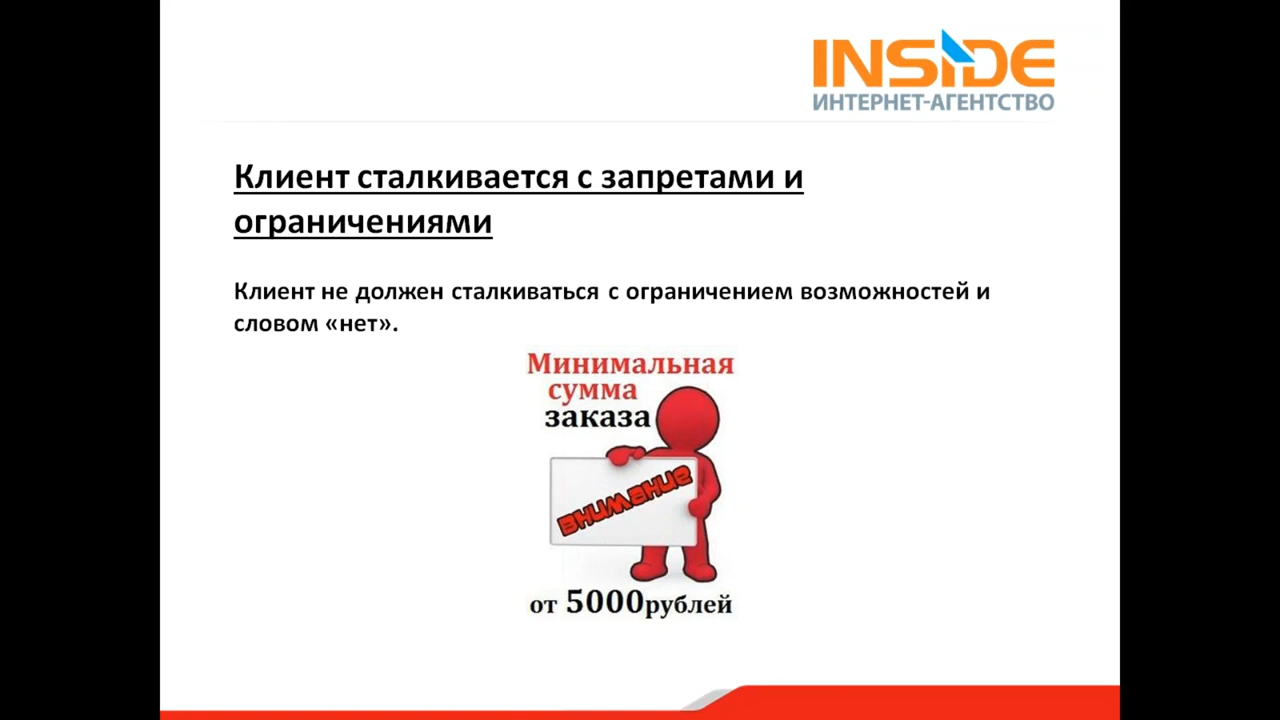 INSIDE
ИНТЕРНЕТ-АГЕНТСТВО
Клиент сталкивается с запретами и
ограничениями
Клиент не должен сталкиваться с ограничением возможностей и
словом «нет».
Минимальная
сумма
заказа
внимание
от 5000рублей